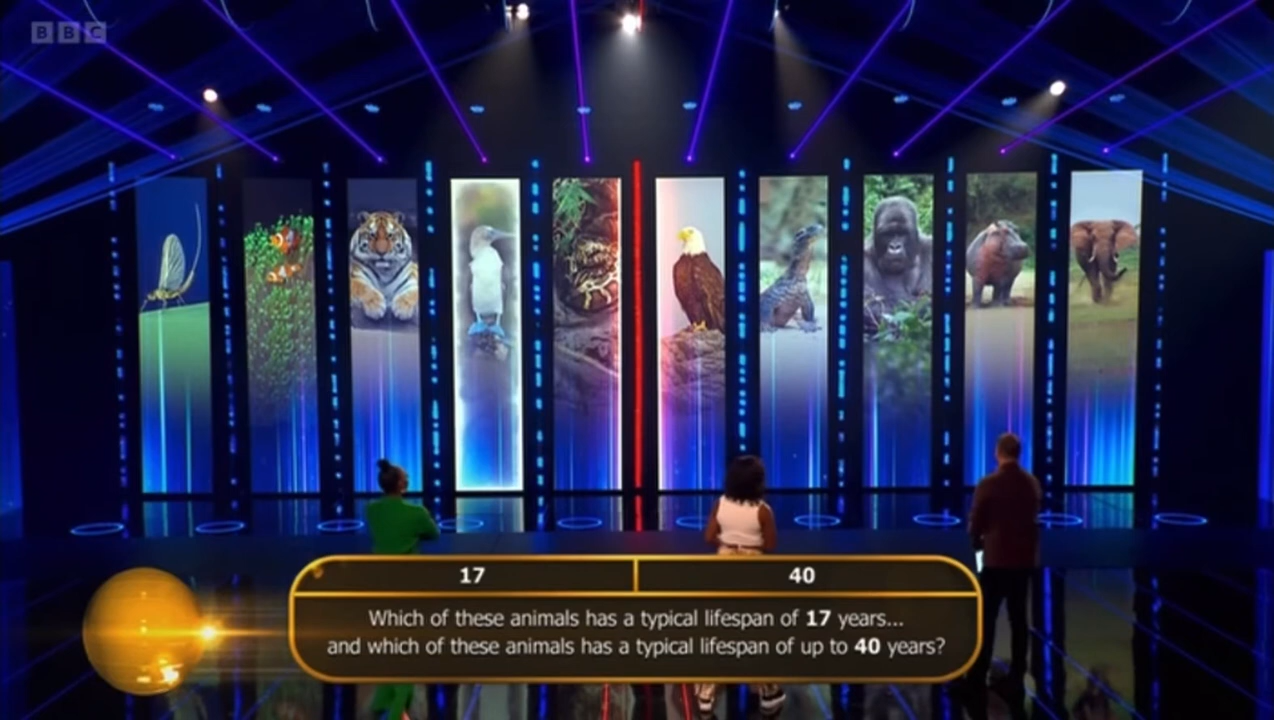 BBC
17
40
Which of these animals has a typical lifespan of 17 years...
and which of these animals has a typical lifespan of up to 40 years?